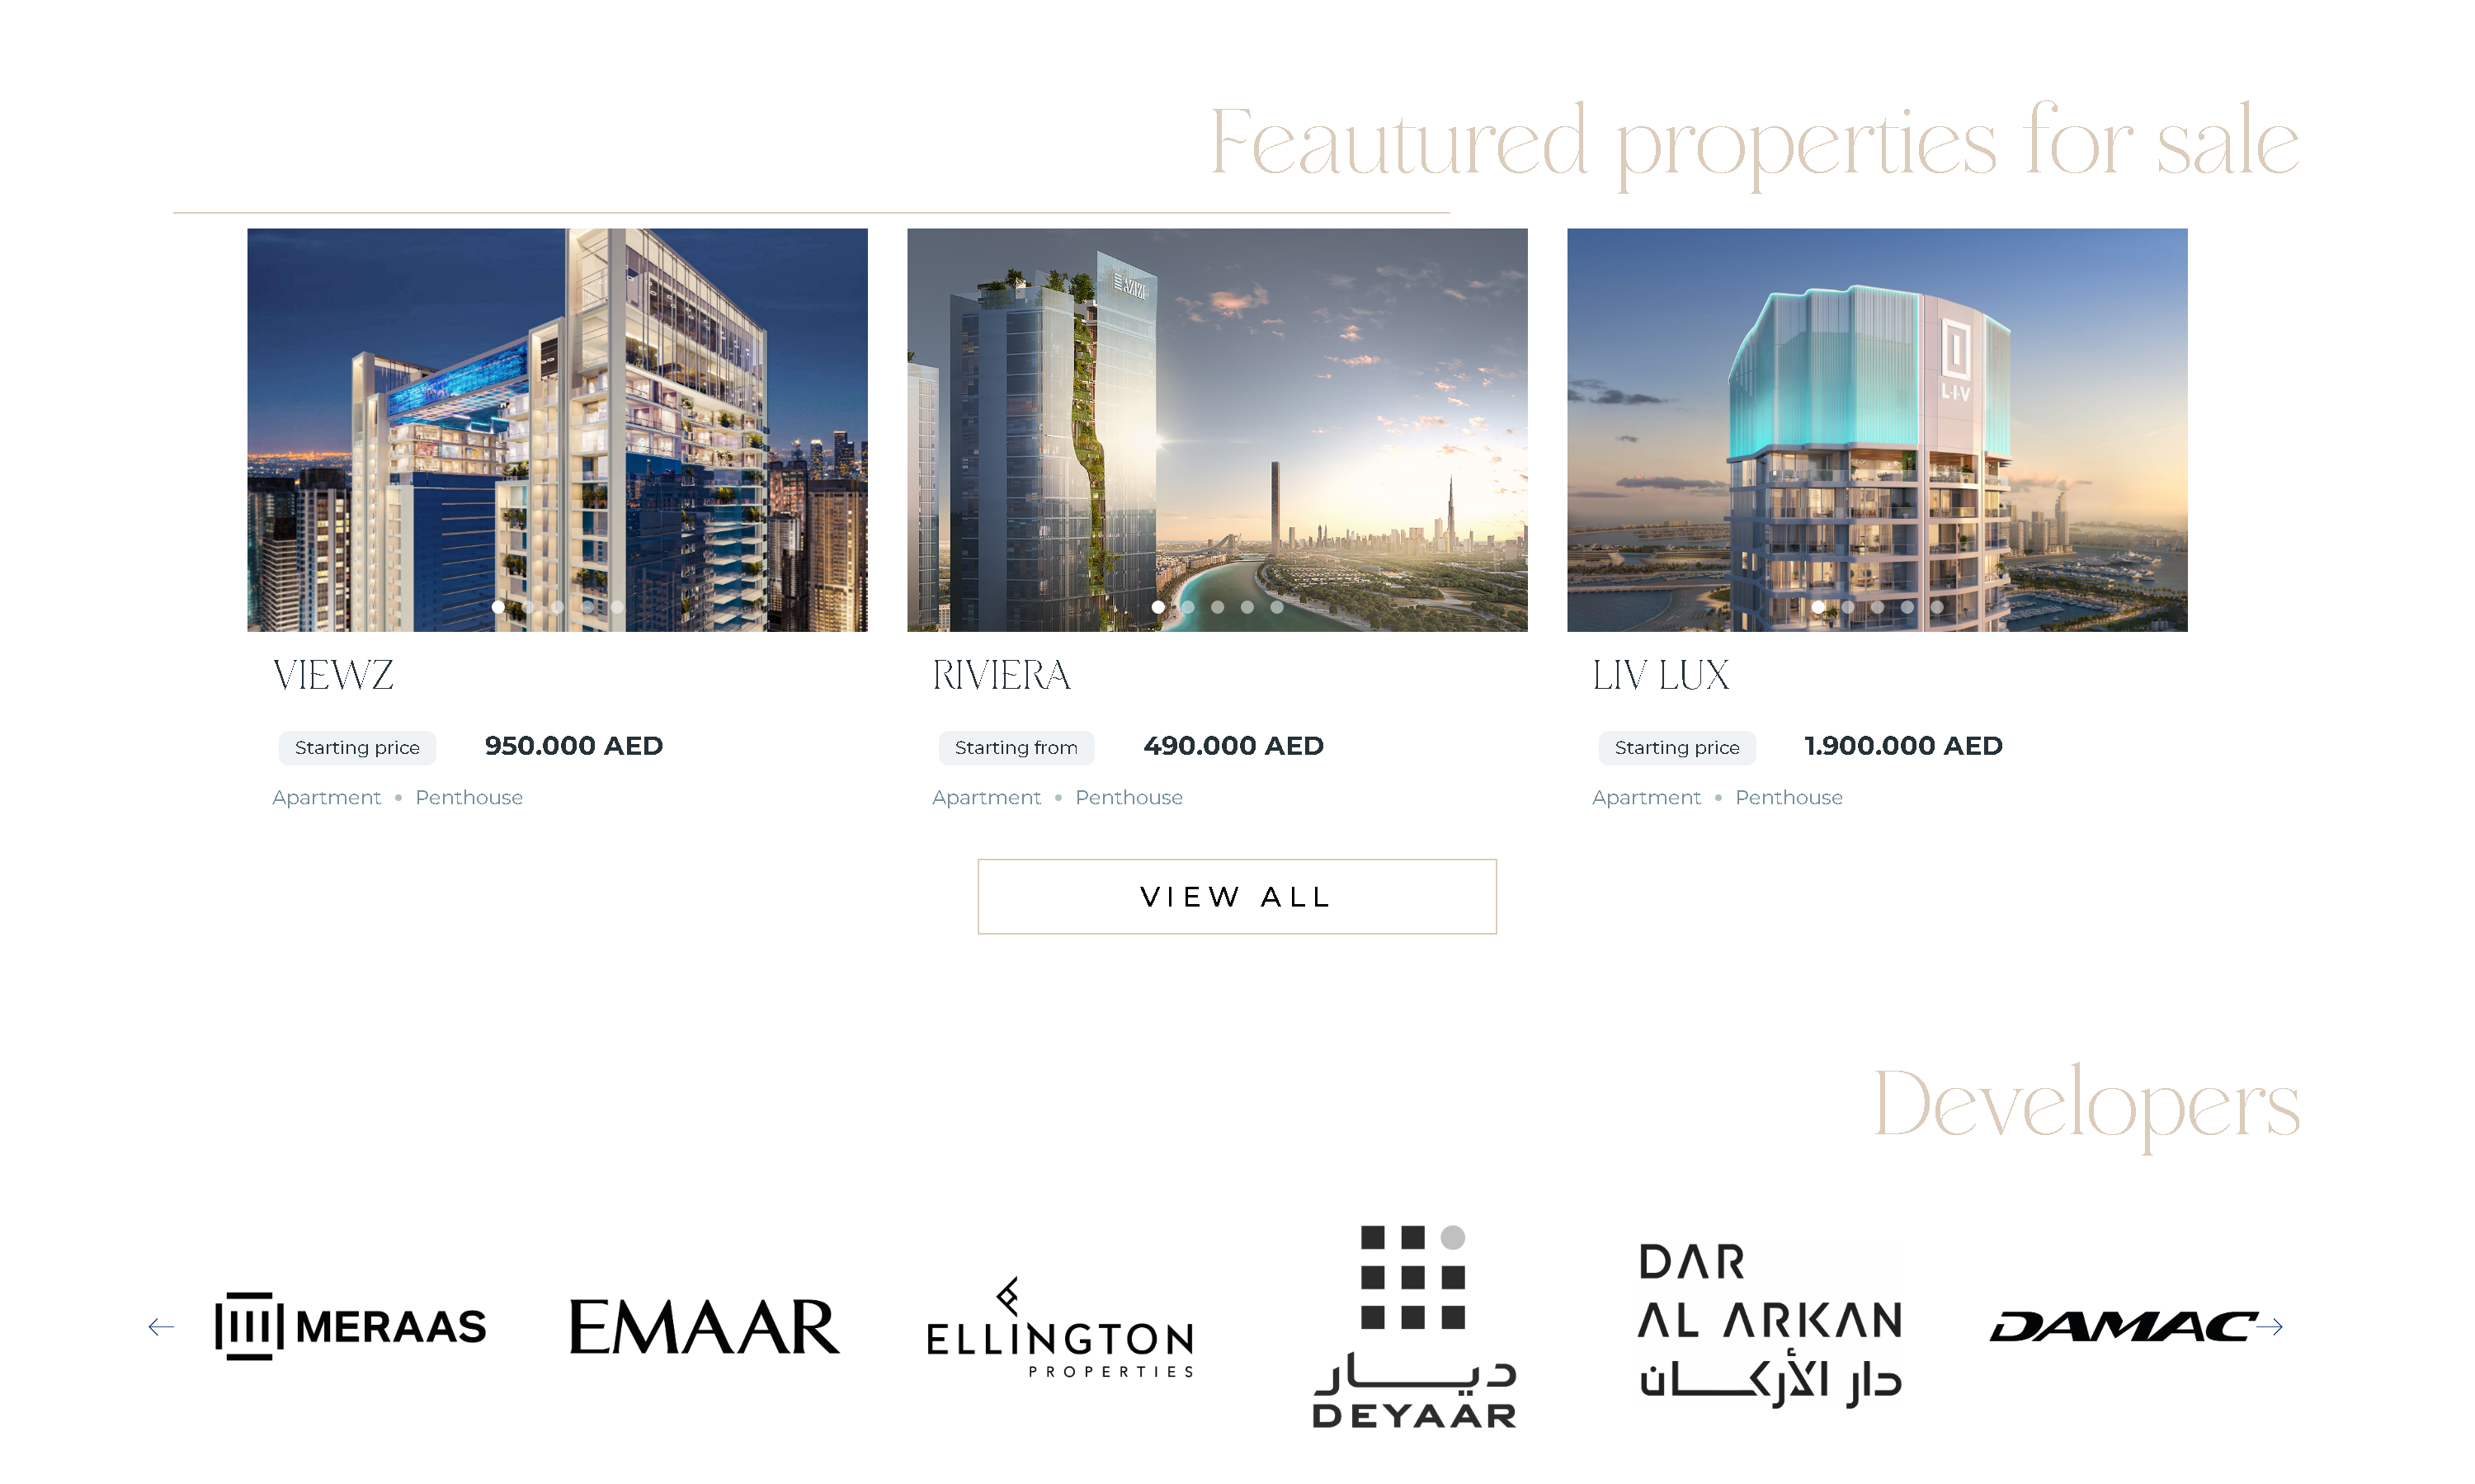 Feautured properties for sale
AZIZI
L·I·V
VIEWZ
Starting price 950.000 AED
Apartment • Penthouse
RIVIERA
Starting from 490.000 AED
Apartment • Penthouse
LIV LUX
Starting price 1.900.000 AED
Apartment • Penthouse
VIEW ALL
Developers
MERAAS
EMAAR
ELLINGTON
PROPERTIES
ديار
DEYAAR
DAR
AL ARKAN
دار الأركان
DAMAC